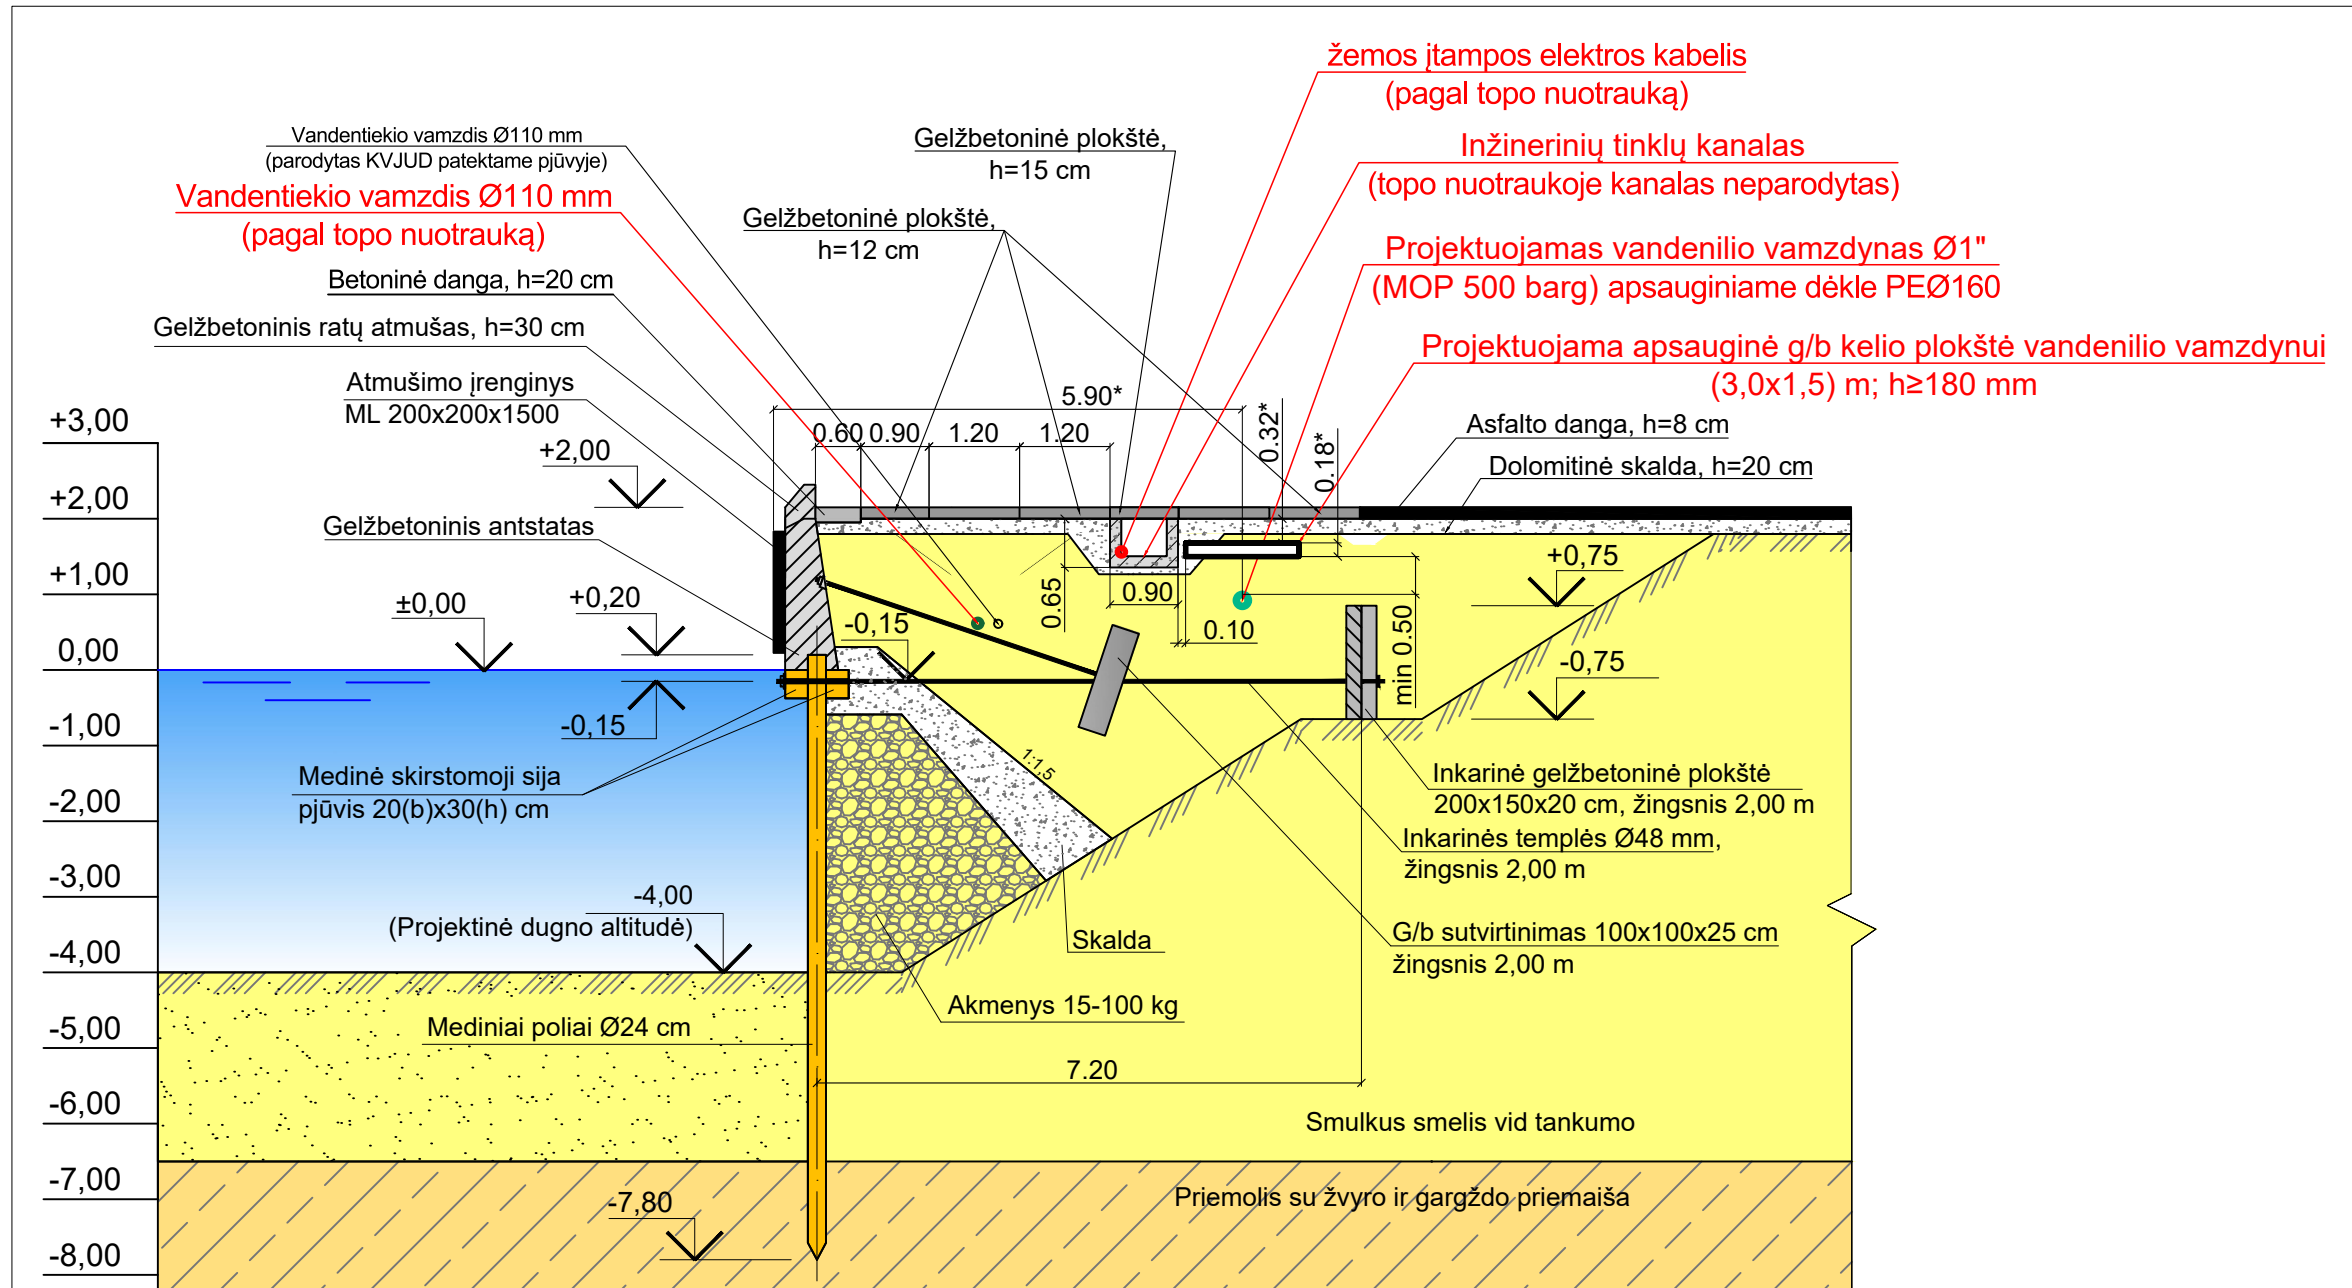 žemos įtampos elektros kabelis
(pagal topo nuotrauką)
Vandentiekio vamzdis Ø110 mm
(parodytas KVJUD patektame pjūvyje)
Gelžbetoninė plokštė,
h=15 cm
Inžinerinių tinklų kanalas
(topo nuotraukoje kanalas neparodytas)
Vandentiekio vamzdis Ø110 mm
(pagal topo nuotrauką)
Gelžbetoninė plokštė,
h=12 cm
Projektuojamas vandenilio vamzdynas Ø1"
(MOP 500 barg) apsauginiame dėkle PEØ160
Betoninė danga, h=20 cm
Gelžbetoninis ratų atmušas, h=30 cm
Projektuojama apsauginė g/b kelio plokštė vandenilio vamzdynui
(3,0x1,5) m; h≥180 mm
Atmušimo įrenginys
ML 200x200x1500
5.90*
0.32*
0.18*
Asfalto danga, h=8 cm
+3,00
0.60
0.90
1.20
1.20
+2,00
Dolomitinė skalda, h=20 cm
+2,00
Gelžbetoninis antstatas
+0,75
+1,00
±0,00
+0,20
0.65
0.90
-0,15
0.10
min 0.50
0,00
-0,75
-0,15
-1,00
1:1,5
Medinė skirstomoji sija
pjūvis 20(b)x30(h) cm
Inkarinė gelžbetoninė plokštė
200x150x20 cm, žingsnis 2,00 m
-2,00
Inkarinės templės Ø48 mm,
žingsnis 2,00 m
-3,00
-4,00
(Projektinė dugno altitudė)
Skalda
G/b sutvirtinimas 100x100x25 cm
žingsnis 2,00 m
-4,00
Akmenys 15-100 kg
-5,00
Mediniai poliai Ø24 cm
7.20
-6,00
Smulkus smelis vid tankumo
-7,00
Priemolis su žvyro ir gargždo priemaiša
-7,80
-8,00